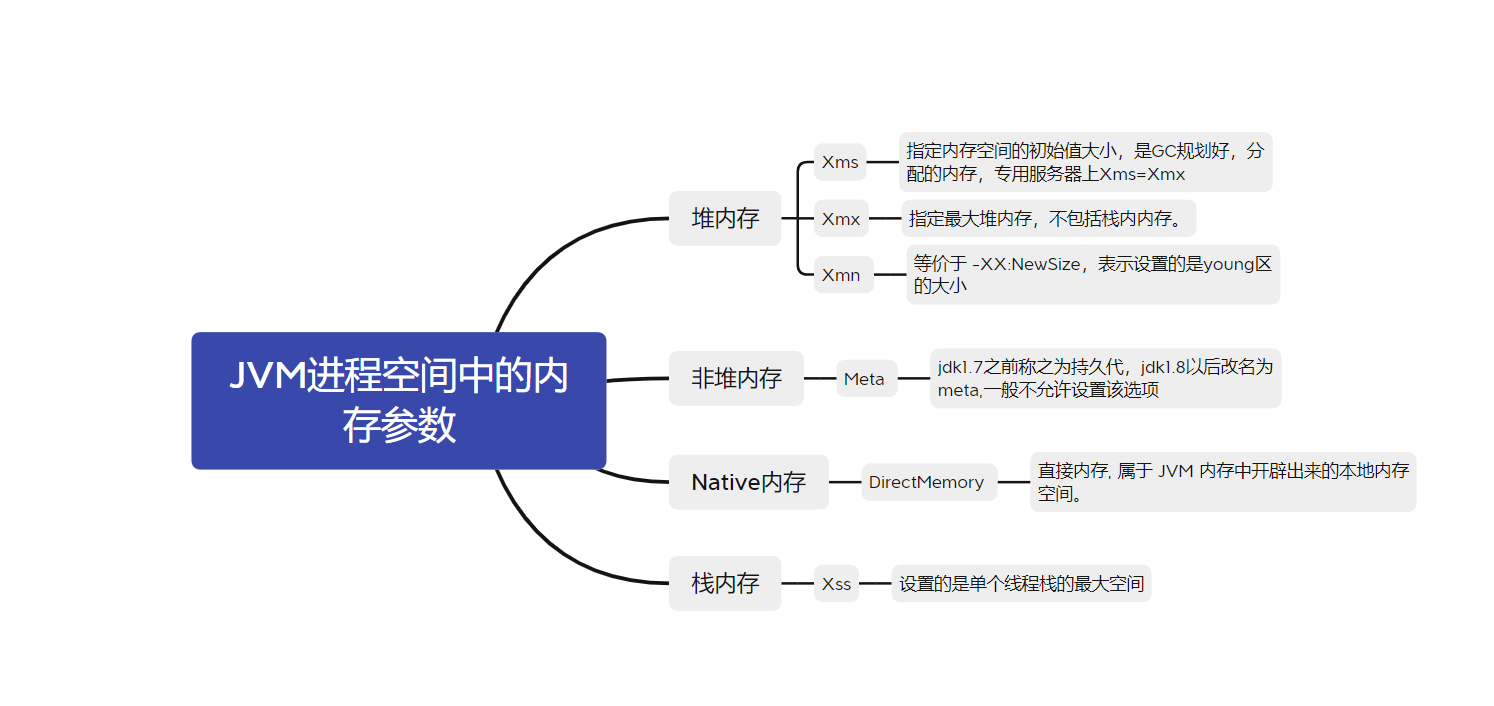 JVM进程空间中的内
存参数
堆内存
Xms
指定内存空间的初始值大小，是GC规划好，分
配的内存，专用服务器上Xms=Xmx
Xmx
指定最大堆内存，不包括栈内内存。
Xmn
等价于 -XX:NewSize，表示设置的是young区
的大小
非堆内存
Meta
jdk1.7之前称之为持久代，jdk1.8以后改名为
meta,一般不允许设置该选项
Native内存
DirectMemory
直接内存, 属于 JVM 内存中开辟出来的本地内存
空间。
栈内存
Xss
设置的是单个线程栈的最大空间